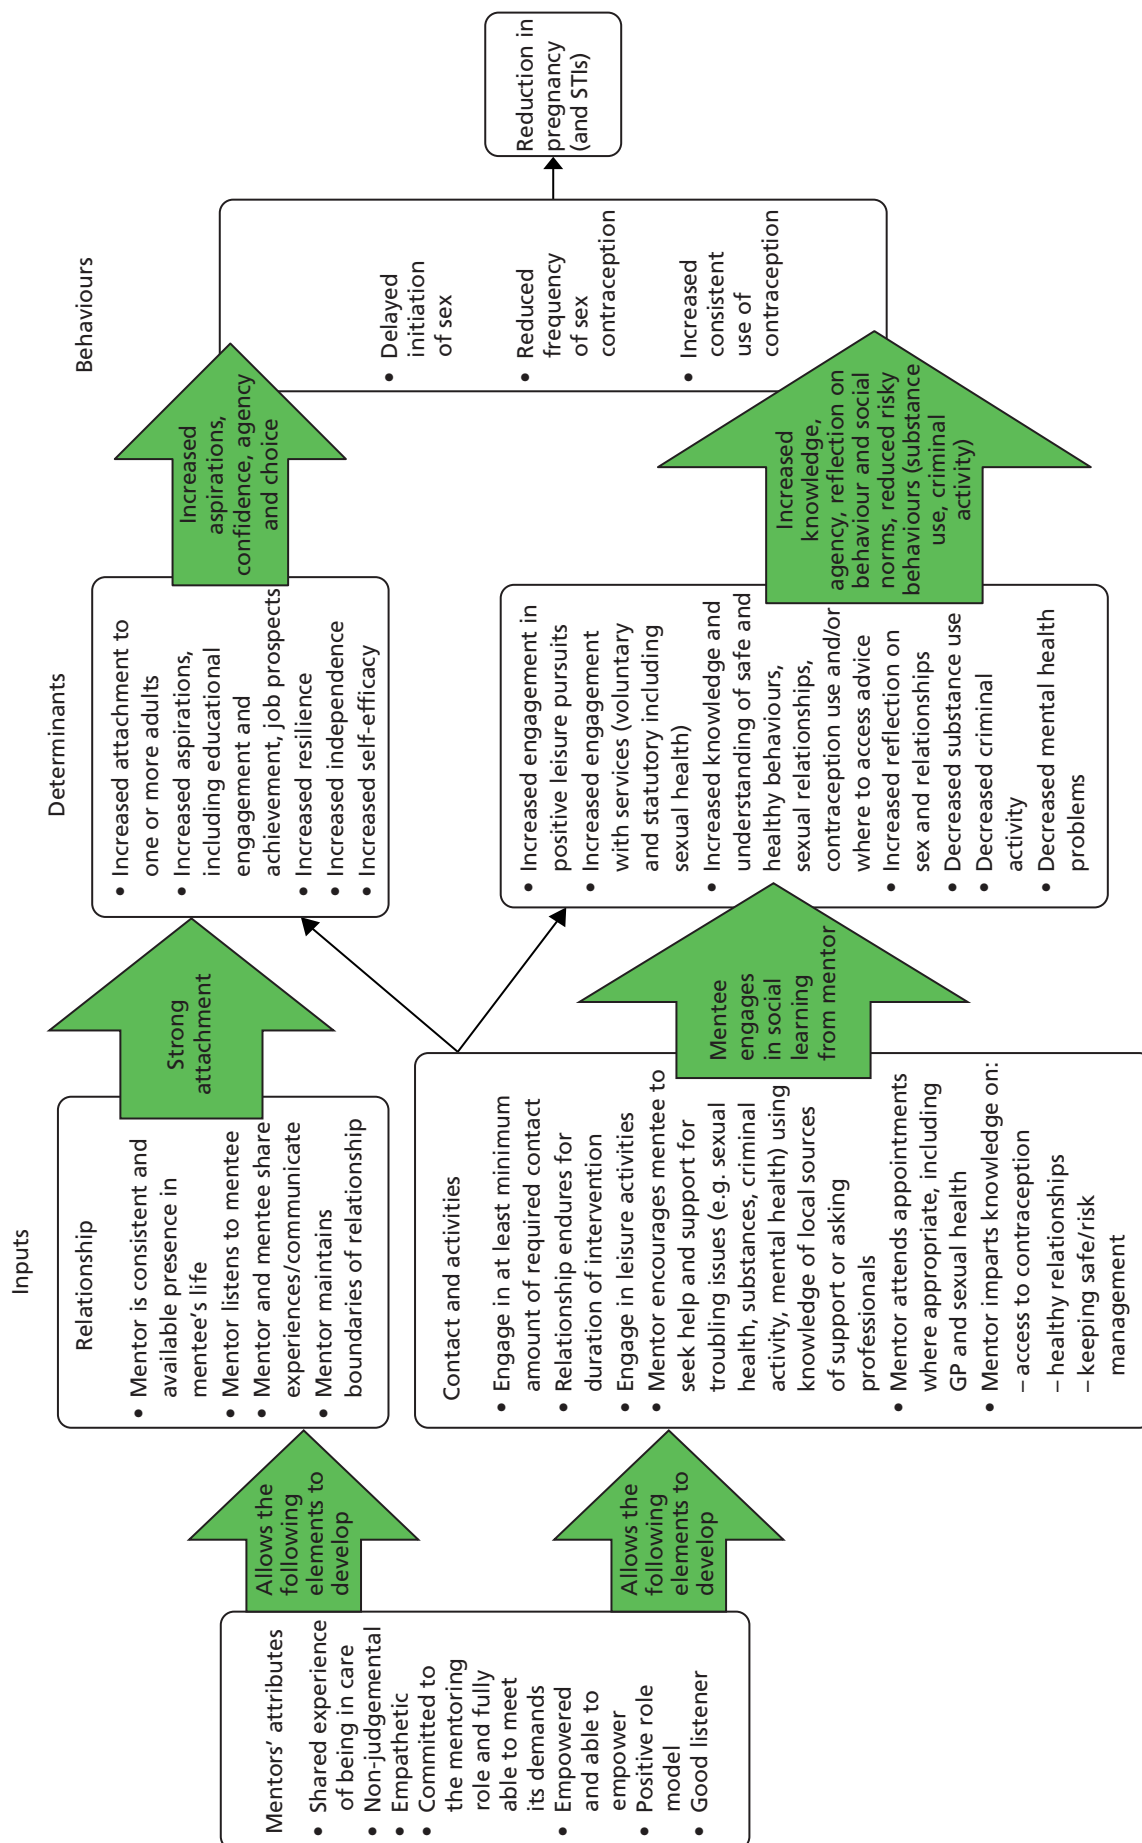 Inputs
Determinants
Behaviours
Mentors' attributes
• Shared experience
of being in care
• Non-judgemental
• Empathetic
• Committed to
the mentoring
role and fully
able to meet
its demands
• Empowered
and able to
empower
• Positive role
model
• Good listener
Allows the
following
elements to
develop
Allows the
following
elements to
develop
Relationship
• Mentor is consistent and
available presence in
mentee's life
• Mentor listens to mentee
• Mentor and mentee share
experiences/communicate
• Mentor maintains
boundaries of relationship
Contact and activities
• Engage in at least minimum
amount of required contact
• Relationship endures for
duration of intervention
• Engage in leisure activities
• Mentor encourages mentee to
seek help and support for
troubling issues (e.g. sexual
health, substances, criminal
activity, mental health) using
knowledge of local sources
of support or asking
professionals
• Mentor attends appointments
where appropriate, including
GP and sexual health
• Mentor imparts knowledge on:
– access to contraception
– healthy relationships
– keeping safe/risk
management
Strong
attachment
Mentee
engages
in social
learning
from mentor
• Increased attachment to
one or more adults
• Increased aspirations,
including educational
engagement and
achievement, job prospects
• Increased resilience
• Increased independence
• Increased self-efficacy
• Increased engagement in
positive leisure pursuits
• Increased engagement
with services (voluntary
and statutory including
sexual health)
• Increased knowledge and
understanding of safe and
healthy behaviours,
sexual relationships,
contraception use and/or
where to access advice
• Increased reflection on
sex and relationships
• Decreased substance use
• Decreased criminal
activity
• Decreased mental health
problems
Increased
aspirations,
confidence, agency
and choice
Increased
knowledge,
agency, reflection on
behaviour and social
norms, reduced risky
behaviours (substance
use, criminal
activity)
• Delayed
initiation
of sex
• Reduced
frequency
of sex
contraception
• Increased
consistent
use of
contraception
Reduction in
pregnancy
(and STIs)